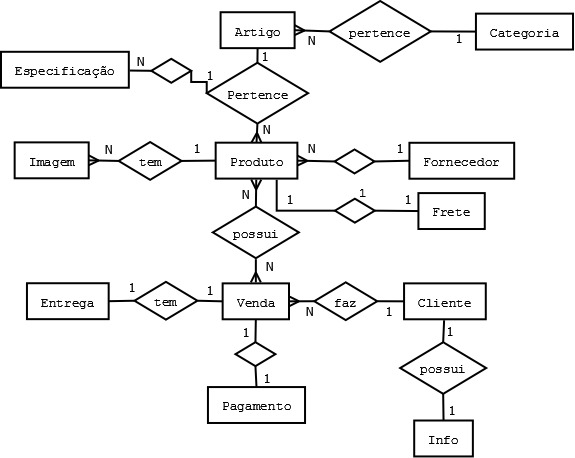 Artigo
N
pertence
1
Categoria
Especificação
N
1
1
Pertence
N
Imagem
N
tem
1
Produto
N
1
Fornecedor
N
1
1
1
Frete
possui
N
Entrega
1
tem
1
Venda
N
faz
1
Cliente
1
1
1
possui
Pagamento
1
Info